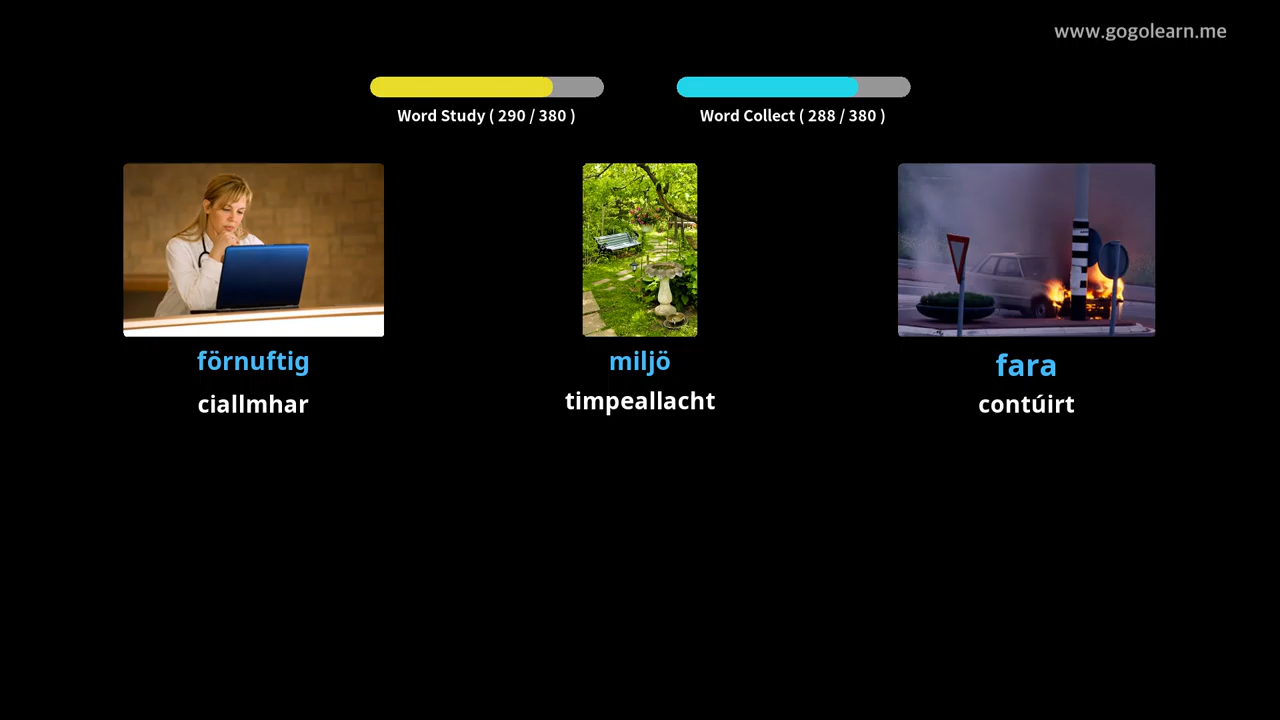 www.gogolearn.me
Word Study ( 290 / 380 )
Word Collect ( 288 / 380 )
förnuftig
miljö
fara
ciallmhar
timpeallacht
contúirt